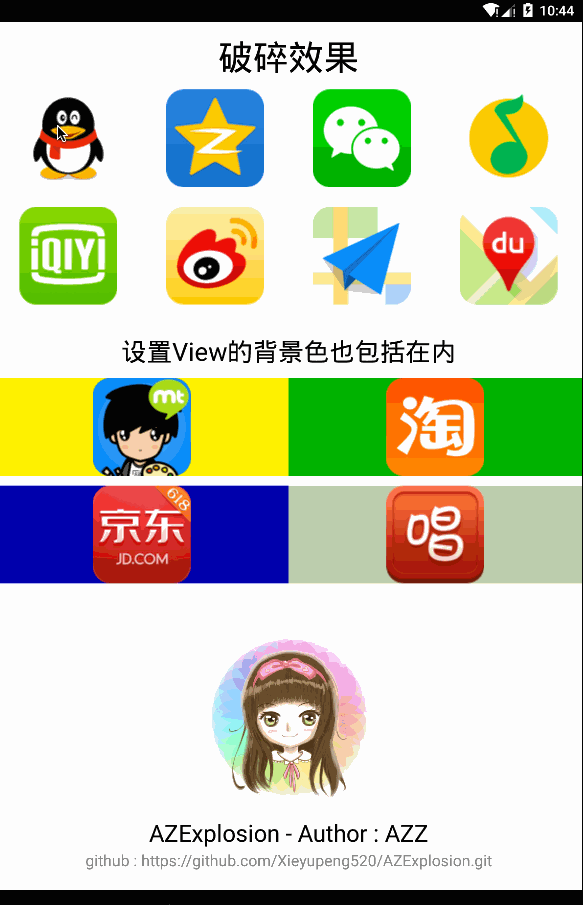 10:44
破碎效果
iQIYI
du
设置View的背景色也包括在内
mt
淘
618
京东
JD.COM
唱
AZExplosion - Author : AZZ
github : https://github.com/Xieyupeng520/AZExplosion.git